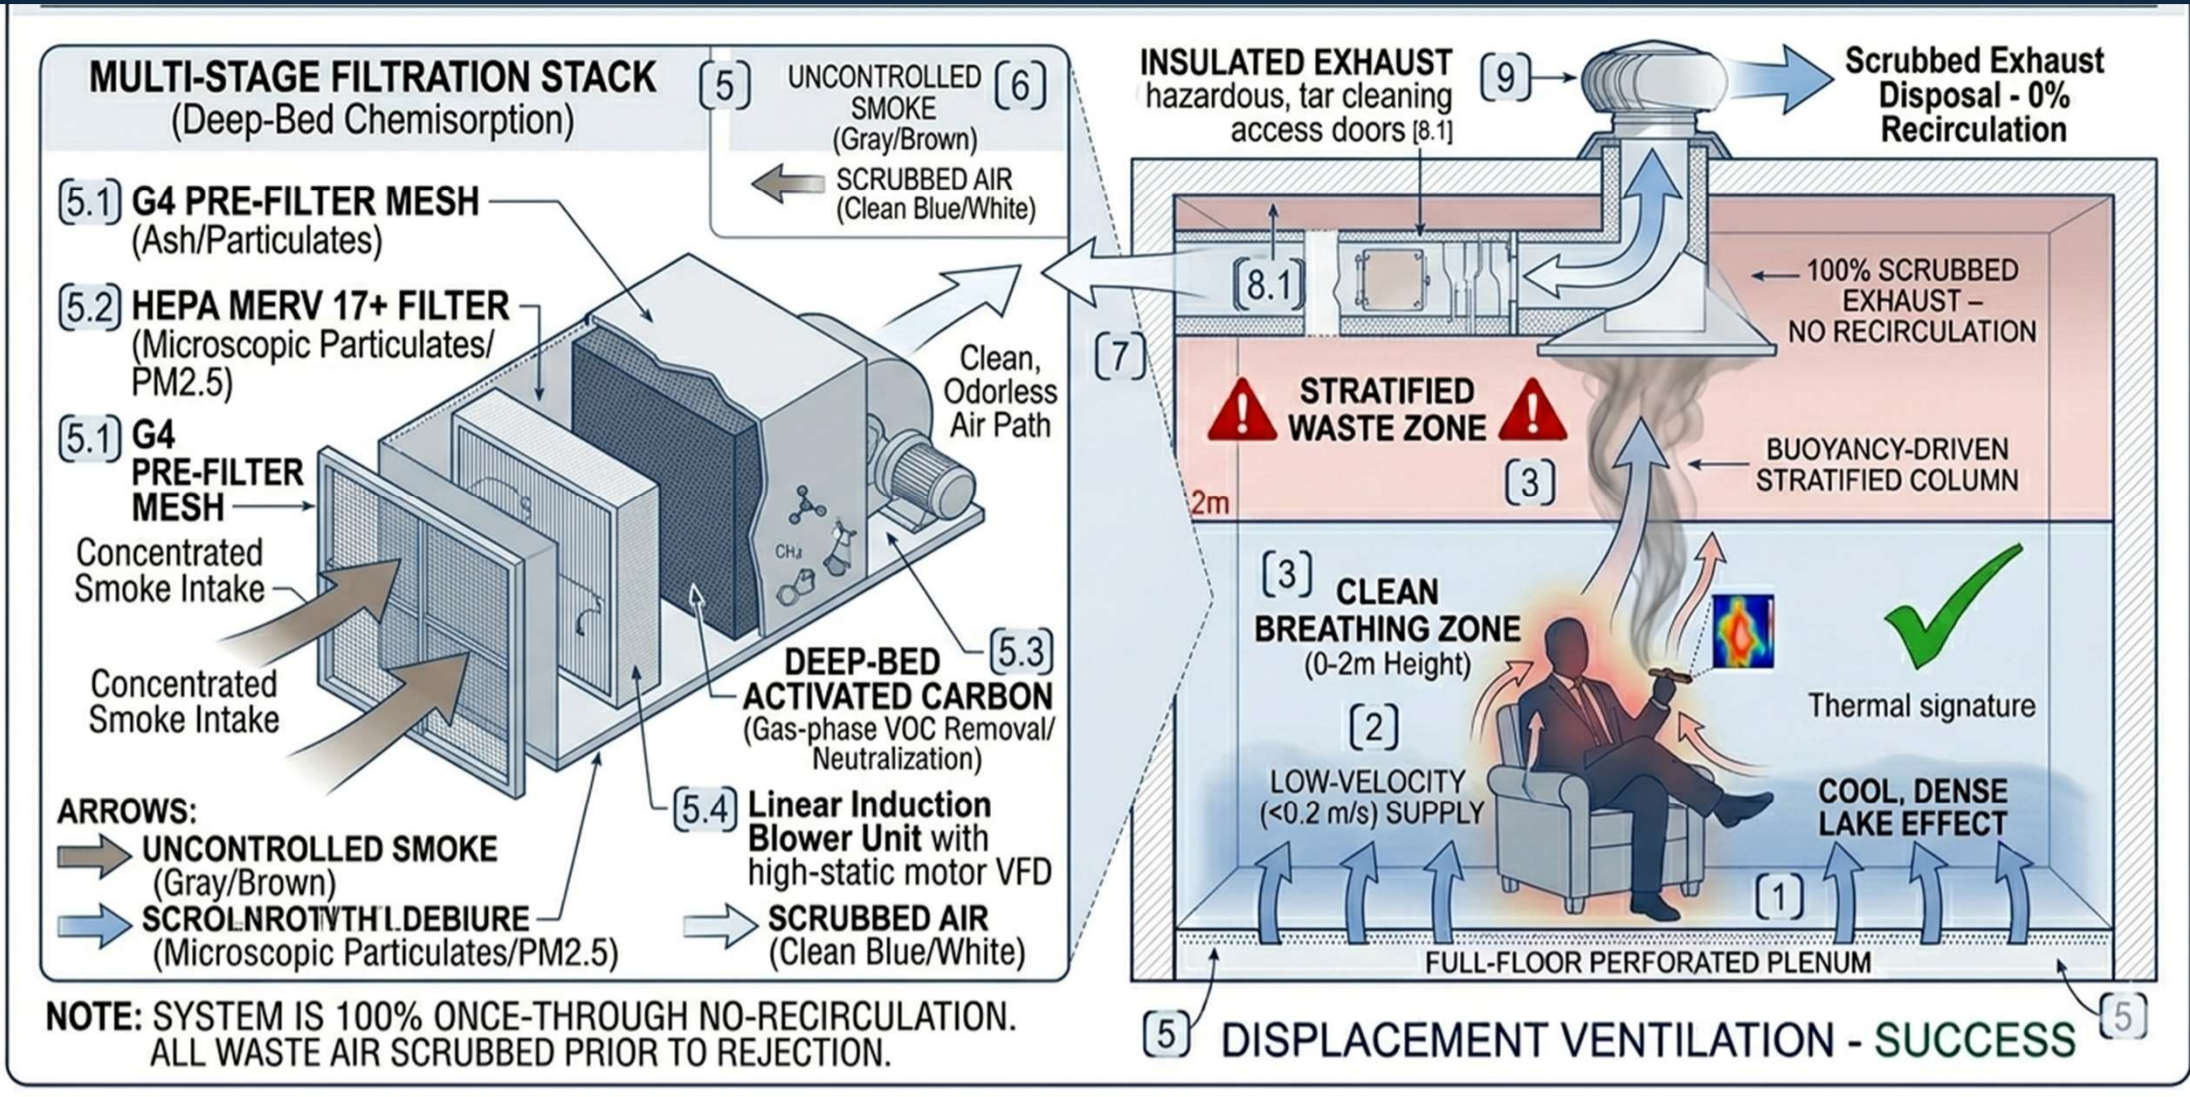 MULTI-STAGE FILTRATION STACK
(Deep-Bed Chemisorption)
[5]
UNCONTROLLED
SMOKE
(Gray/Brown)
[6]
SCRUBBED AIR
(Clean Blue/White)
[5.1] G4 PRE-FILTER MESH
(Ash/Particulates)
[5.2] HEPA MERV 17+ FILTER
(Microscopic Particulates/
PM2.5)
[5.1] G4
PRE-FILTER
MESH
Concentrated
Smoke Intake
Concentrated
Smoke Intake
Clean,
Odorless
Air Path
[5.3]
DEEP-BED
ACTIVATED CARBON
(Gas-phase VOC Removal/
Neutralization)
[5.4] Linear Induction
Blower Unit with
high-static motor VFD
ARROWS:
UNCONTROLLED SMOKE
(Gray/Brown)
(Microscopic Particulates/PM2.5)
SCRUBBED AIR
(Clean Blue/White)
NOTE: SYSTEM IS 100% ONCE-THROUGH NO-RECIRCULATION.
ALL WASTE AIR SCRUBBED PRIOR TO REJECTION.
INSULATED EXHAUST
hazardous, tar cleaning
access doors [8.1]
[9]
Scrubbed Exhaust
Disposal - 0%
Recirculation
[8.1]
[7]
100% SCRUBBED
EXHAUST –
NO RECIRCULATION
STRATIFIED
WASTE ZONE
[3]
BUOYANCY-DRIVEN
STRATIFIED COLUMN
2m
[3]
CLEAN
BREATHING ZONE
(0-2m Height)
[2]
LOW-VELOCITY
(<0.2 m/s) SUPPLY
Thermal signature
COOL, DENSE
LAKE EFFECT
[1]
FULL-FLOOR PERFORATED PLENUM
[5]
DISPLACEMENT VENTILATION - SUCCESS
[5]